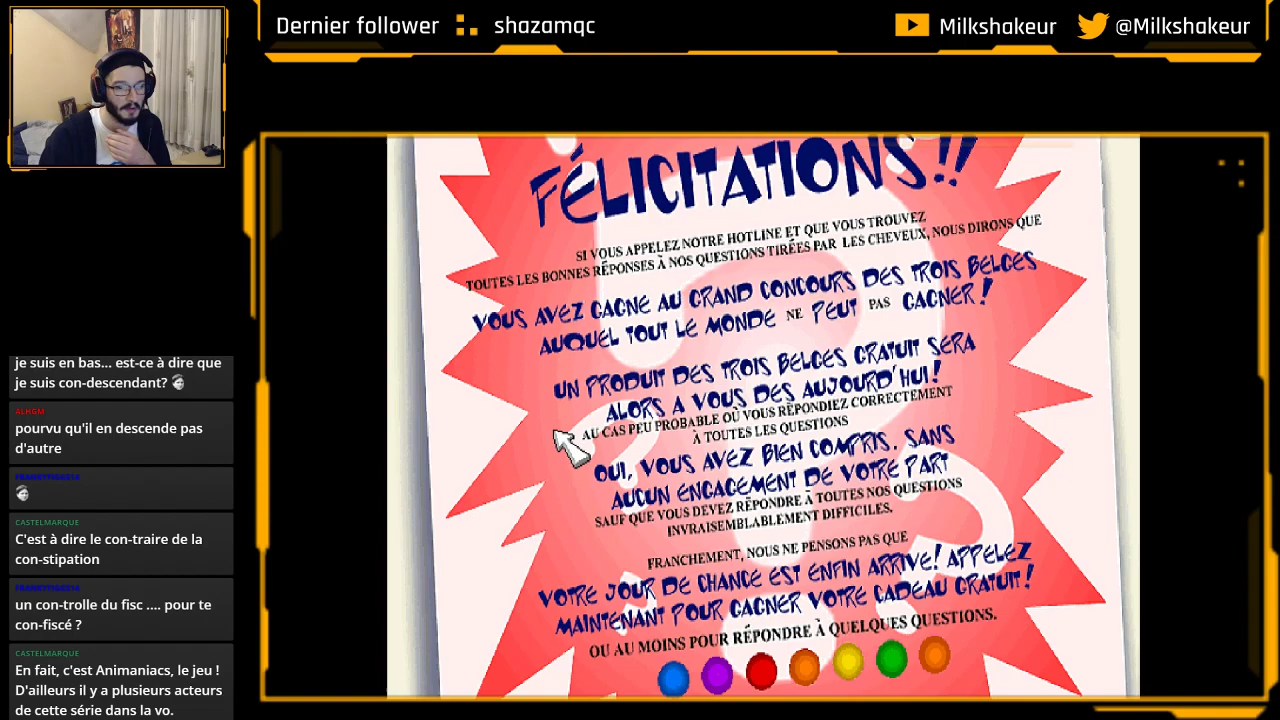 Dernier follower
shazamqc
Milkshakeur
@Milkshakeur
FÉLICITATIONS!!
SI VOUS APPELEZ NOTRE HOTLINE ET QUE VOUS TROUVEZ
TOUTES LES BONNES RÉPONSES À NOS QUESTIONS TIRÉES PAR LES CHEVEUX, NOUS DIRONS QUE
VOUS AVEZ GAGNE AU GRAND CONCOURS DES TROIS BELGES
AUQUEL TOUT LE MONDE NE PEUT PAS GAGNER!
UN PRODUIT DES TROIS BELGES GRATUIT SERA
ALORS A VOUS DES AUJOURD'HUI!
AU CAS PEU PROBABLE OÙ VOUS RÉPONDIEZ CORRECTEMENT
À TOUTES LES QUESTIONS
OUI, VOUS AVEZ BIEN COMPRIS. SANS
AUCUN ENGAGEMENT DE VOTRE PART
SAUF QUE VOUS DEVEZ RÉPONDRE À TOUTES NOS QUESTIONS
INVRAISEMBLABLEMENT DIFFICILES.
FRANCHEMENT, NOUS NE PENSONS PAS QUE
VOTRE JOUR DE CHANCE EST ENFIN ARRIVE! APPELEZ
MAINTENANT POUR GAGNER VOTRE CADEAU GRATUIT!
OU AU MOINS POUR RÉPONDRE À QUELQUES QUESTIONS.
je suis en bas... est-ce à dire que
je suis con-descendant?
ALHGM
pourvu qu'il en descende pas
d'autre
CASTELMARQUE
C'est à dire le con-traire de la
con-stipation
un con-trolle du fisc .... pour te
con-fiscé ?
CASTELMARQUE
En fait, c'est Animaniacs, le jeu !
D'ailleurs il y a plusieurs acteurs
de cette série dans la vo.